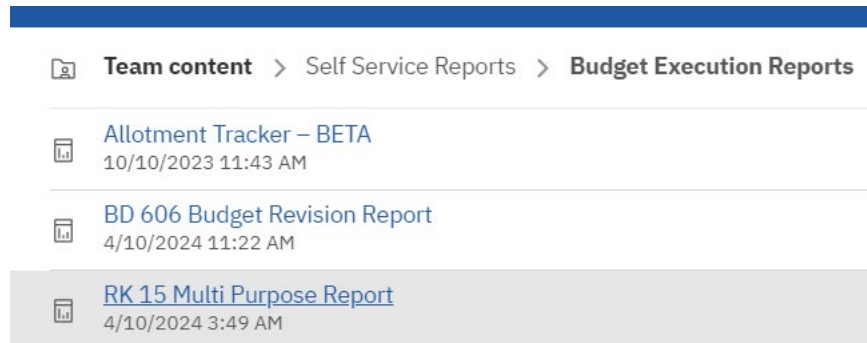 Team content > Self Service Reports > Budget Execution Reports
Allotment Tracker – BETA
10/10/2023 11:43 AM
BD 606 Budget Revision Report
4/10/2024 11:22 AM
RK 15 Multi Purpose Report
4/10/2024 3:49 AM